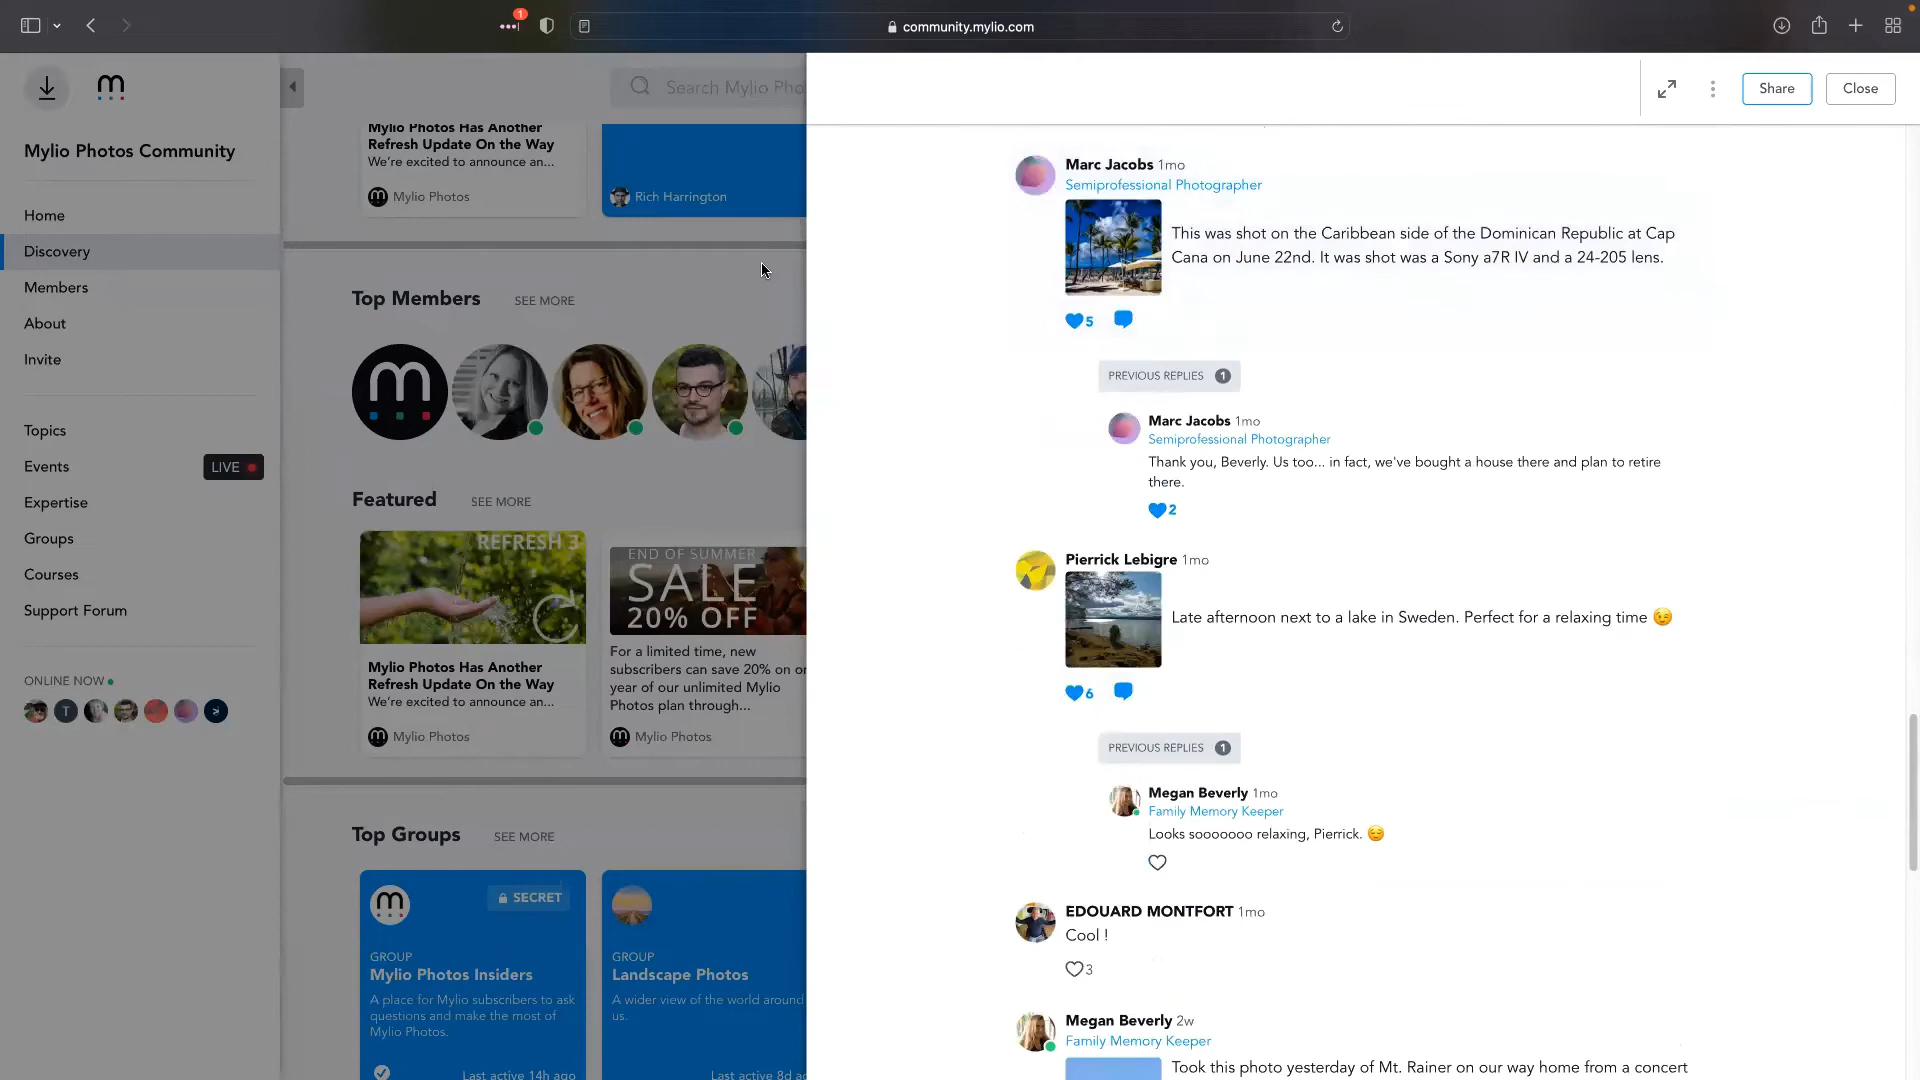 1
community.mylio.com
Share
Close
m
Mylio Photos Community
Home
Discovery
Members
About
Invite
Topics
Events
LIVE
Expertise
Groups
Courses
Support Forum
ONLINE NOW
T
Search Mylio Pho
Mylio Photos Has Another
Refresh Update On the Way
We're excited to announce an...
Mylio Photos
Rich Harrington
Top Members
SEE MORE
m
Featured
SEE MORE
REFRESH 3
Mylio Photos Has Another
Refresh Update On the Way
We're excited to announce an...
Mylio Photos
END OF SUMMER
SALE
20% OFF
For a limited time, new
subscribers can save 20% on
year of our unlimited Mylio
Photos plan through...
Mylio Photos
Top Groups
SEE MORE
m
SECRET
GROUP
Mylio Photos Insiders
A place for Mylio subscribers to ask
questions and make the most of
Mylio Photos.
Last active 14h ago
GROUP
Landscape Photos
A wider view of the world around
us.
Last active 8d
Marc Jacobs 1mo
Semiprofessional Photographer
This was shot on the Caribbean side of the Dominican Republic at Cap
Cana on June 22nd. It was shot was a Sony a7R IV and a 24-205 lens.
5
PREVIOUS REPLIES 1
Marc Jacobs 1mo
Semiprofessional Photographer
Thank you, Beverly. Us too... in fact, we've bought a house there and plan to retire
there.
2
Pierrick Lebigre 1mo
Late afternoon next to a lake in Sweden. Perfect for a relaxing time 😉
6
PREVIOUS REPLIES 1
Megan Beverly 1mo
Family Memory Keeper
Looks sooooooo relaxing, Pierrick. 😌
EDOUARD MONTFORT 1mo
Cool !
3
Megan Beverly 2w
Family Memory Keeper
Took this photo yesterday of Mt. Rainer on our way home from a concert